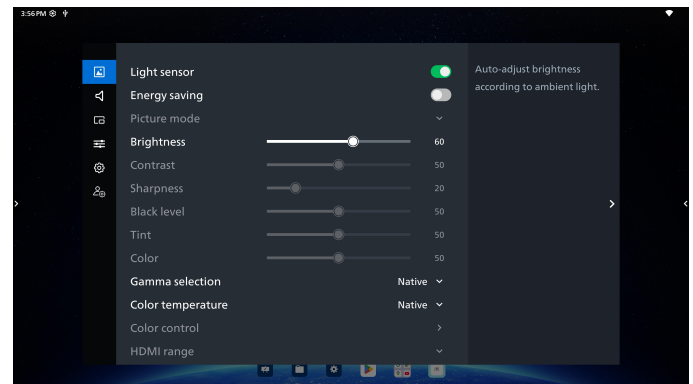 3:56 PM
Light sensor
Energy saving
Picture mode
Brightness 60
Contrast 50
Sharpness 20
Black level 50
Tint 50
Color 50
Gamma selection Native
Color temperature Native
Color control
HDMI range
Auto-adjust brightness
according to ambient light.